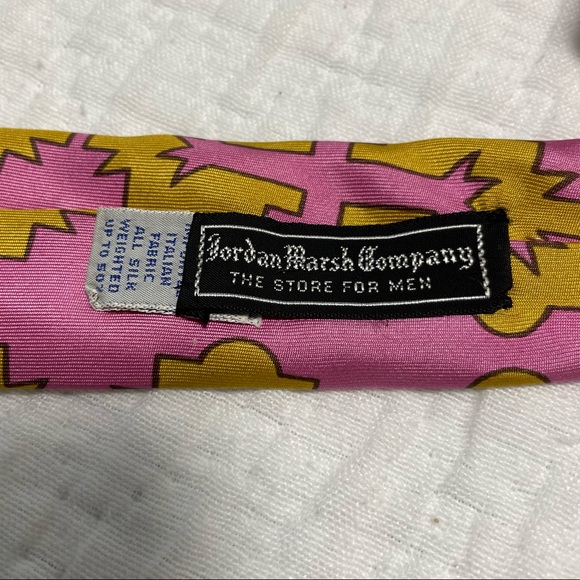 Jordan Marsh Company
THE STORE FOR MEN
ITALIAN
FABRIC
ALL SILK
WEIGHTED
UP TO 50%